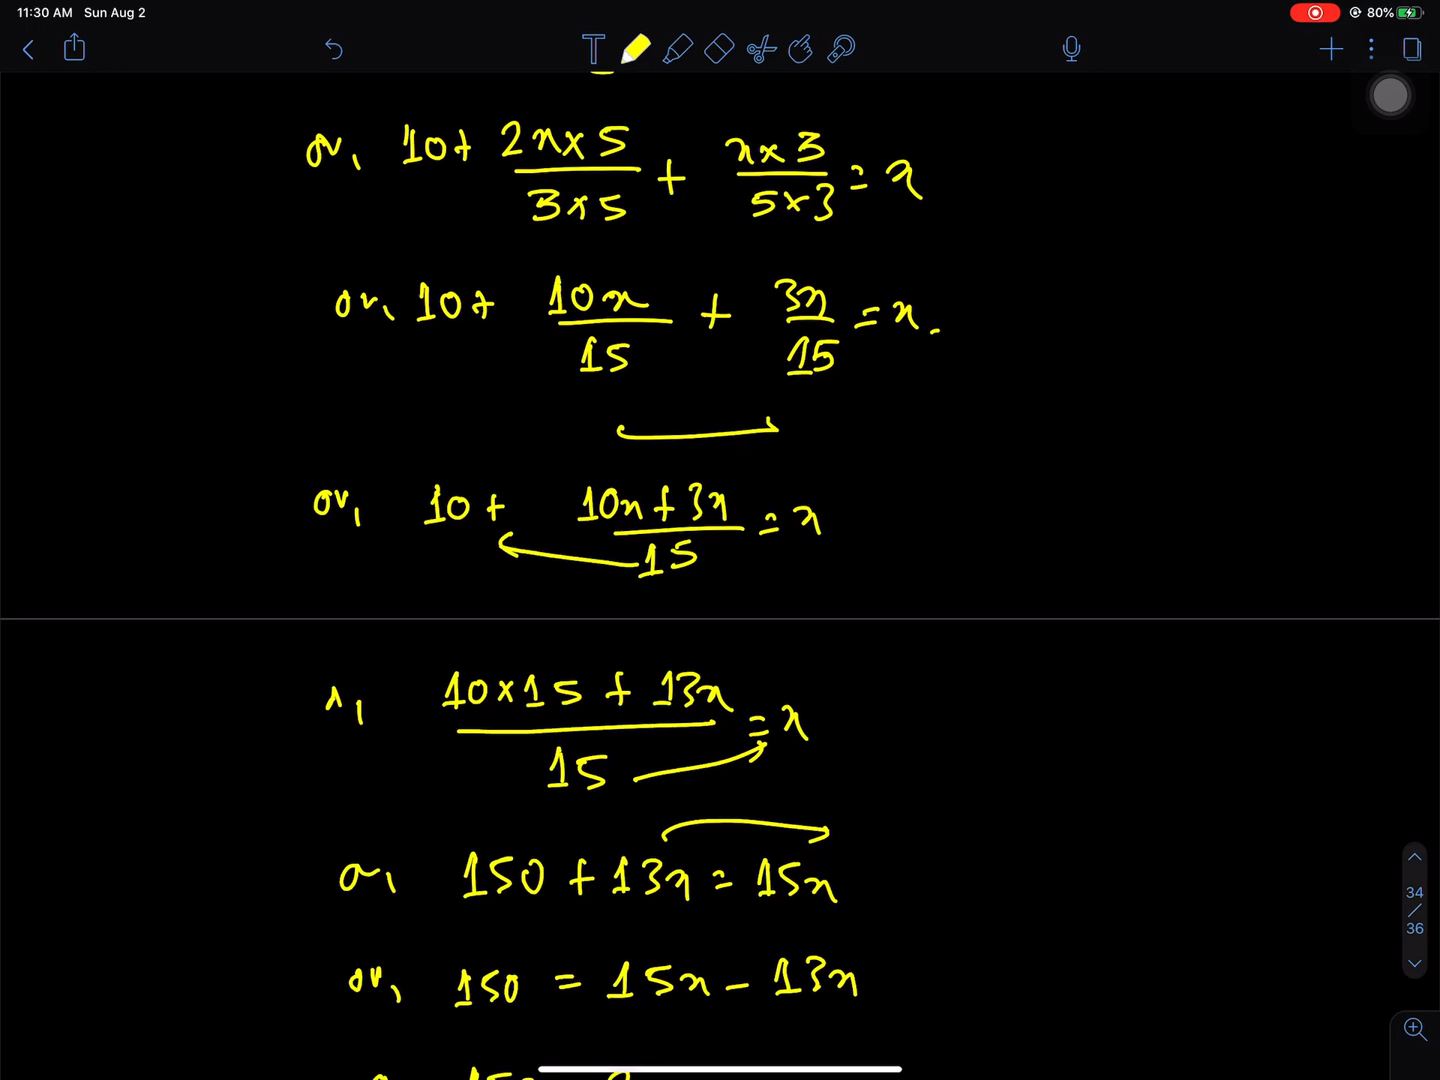 11:30 AM Sun Aug 2 80%
or, 10+ 2x×5/3×5 + x×3/5×3 = x
or, 10+ 10x/15 + 3x/15 = x.
or, 10+ 10x+3x/15 = x
10×15 + 13x/15 = x
or, 150 + 13x = 15x
or, 150 = 15x - 13x
34
/
36